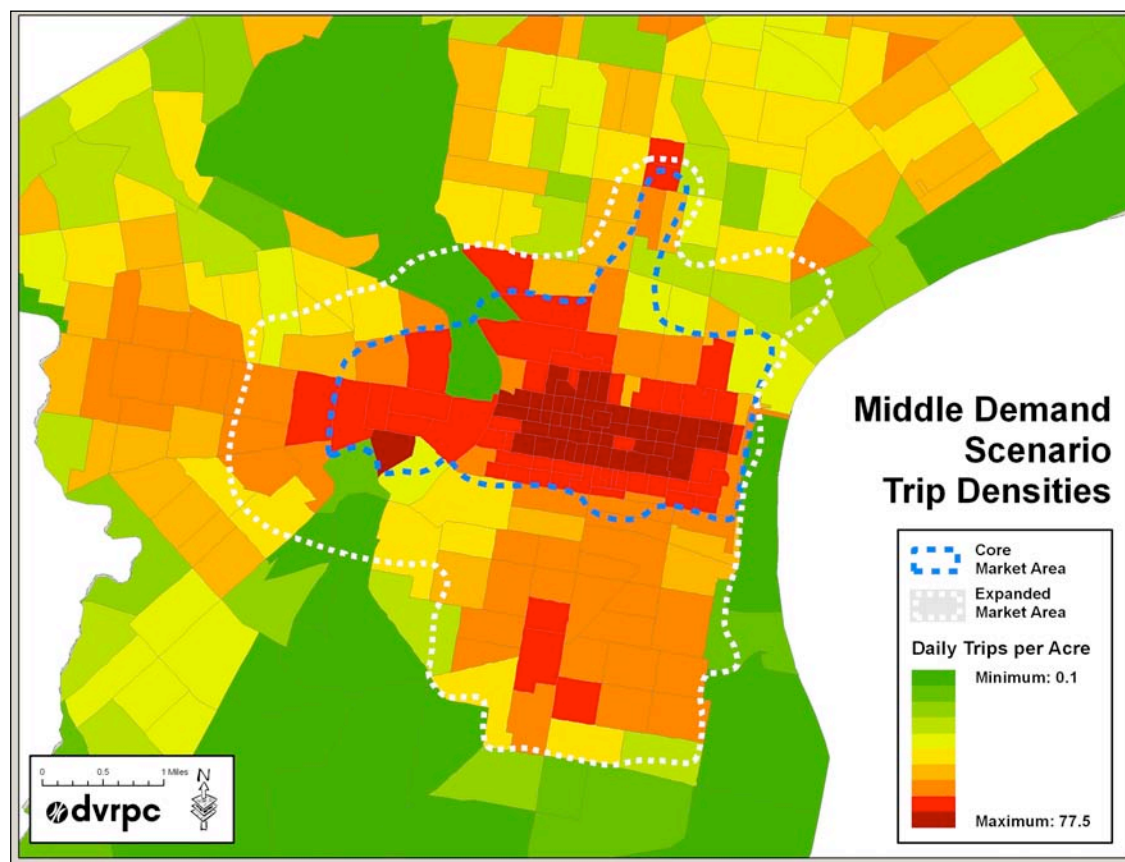 Middle Demand
Scenario
Trip Densities
Core
Market Area
Expanded
Market Area
Daily Trips per Acre
Minimum: 0.1
Maximum: 77.5
0 0.5 1 Miles
N
dvrpc